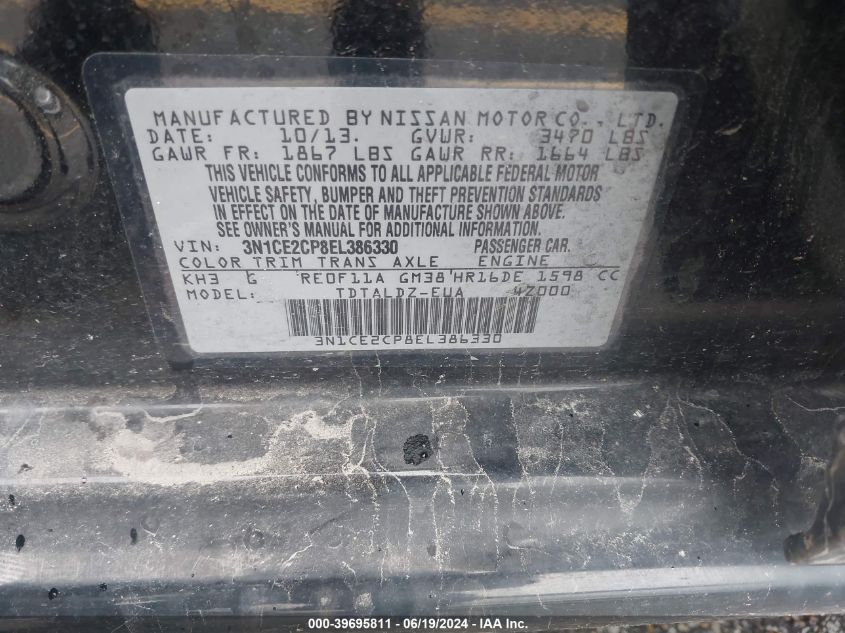 MANUFACTURED BY NISSAN MOTOR CO., LTD.
DATE: 10/13. GVWR: 3470 LBS
GAWR FR: 1867 LBS GAWR RR: 1664 LBS
THIS VEHICLE CONFORMS TO ALL APPLICABLE FEDERAL MOTOR
VEHICLE SAFETY, BUMPER AND THEFT PREVENTION STANDARDS
IN EFFECT ON THE DATE OF MANUFACTURE SHOWN ABOVE.
SEE OWNER'S MANUAL FOR ADDITIONAL INFORMATION.
VIN: 3N1CE2CP8EL386330 PASSENGER CAR.
COLOR TRIM TRANS AXLE ENGINE
KH3 G RE0F11A GM38 HR16DE 1598 CC
MODEL: TDTALDZ-EUA 4Z000
3N1CE2CP8EL386330
000-39695811 - 06/19/2024 - IAA Inc.